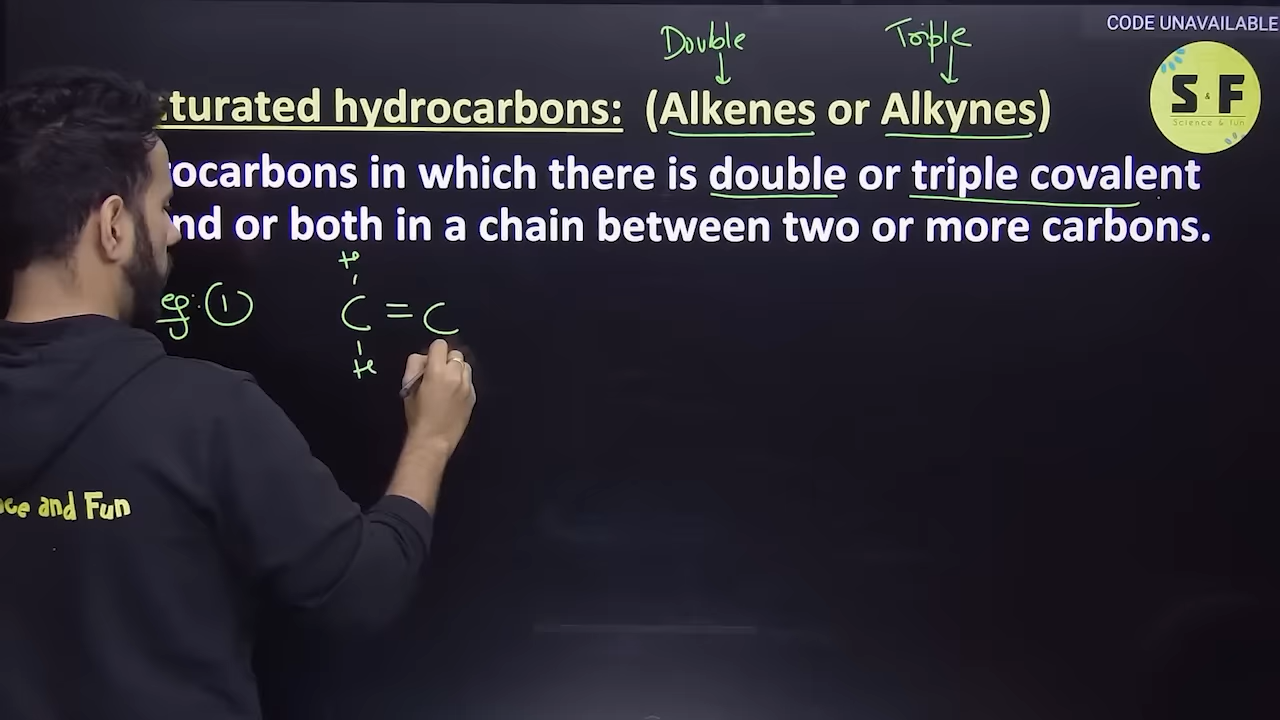 Double Triple
CODE UNAVAILABLE
S & F
Science & fun
turated hydrocarbons: (Alkenes or Alkynes)
rocarbons in which there is double or triple covalent
nd or both in a chain between two or more carbons.
H
eg: 1 C = C
H
ce and Fun